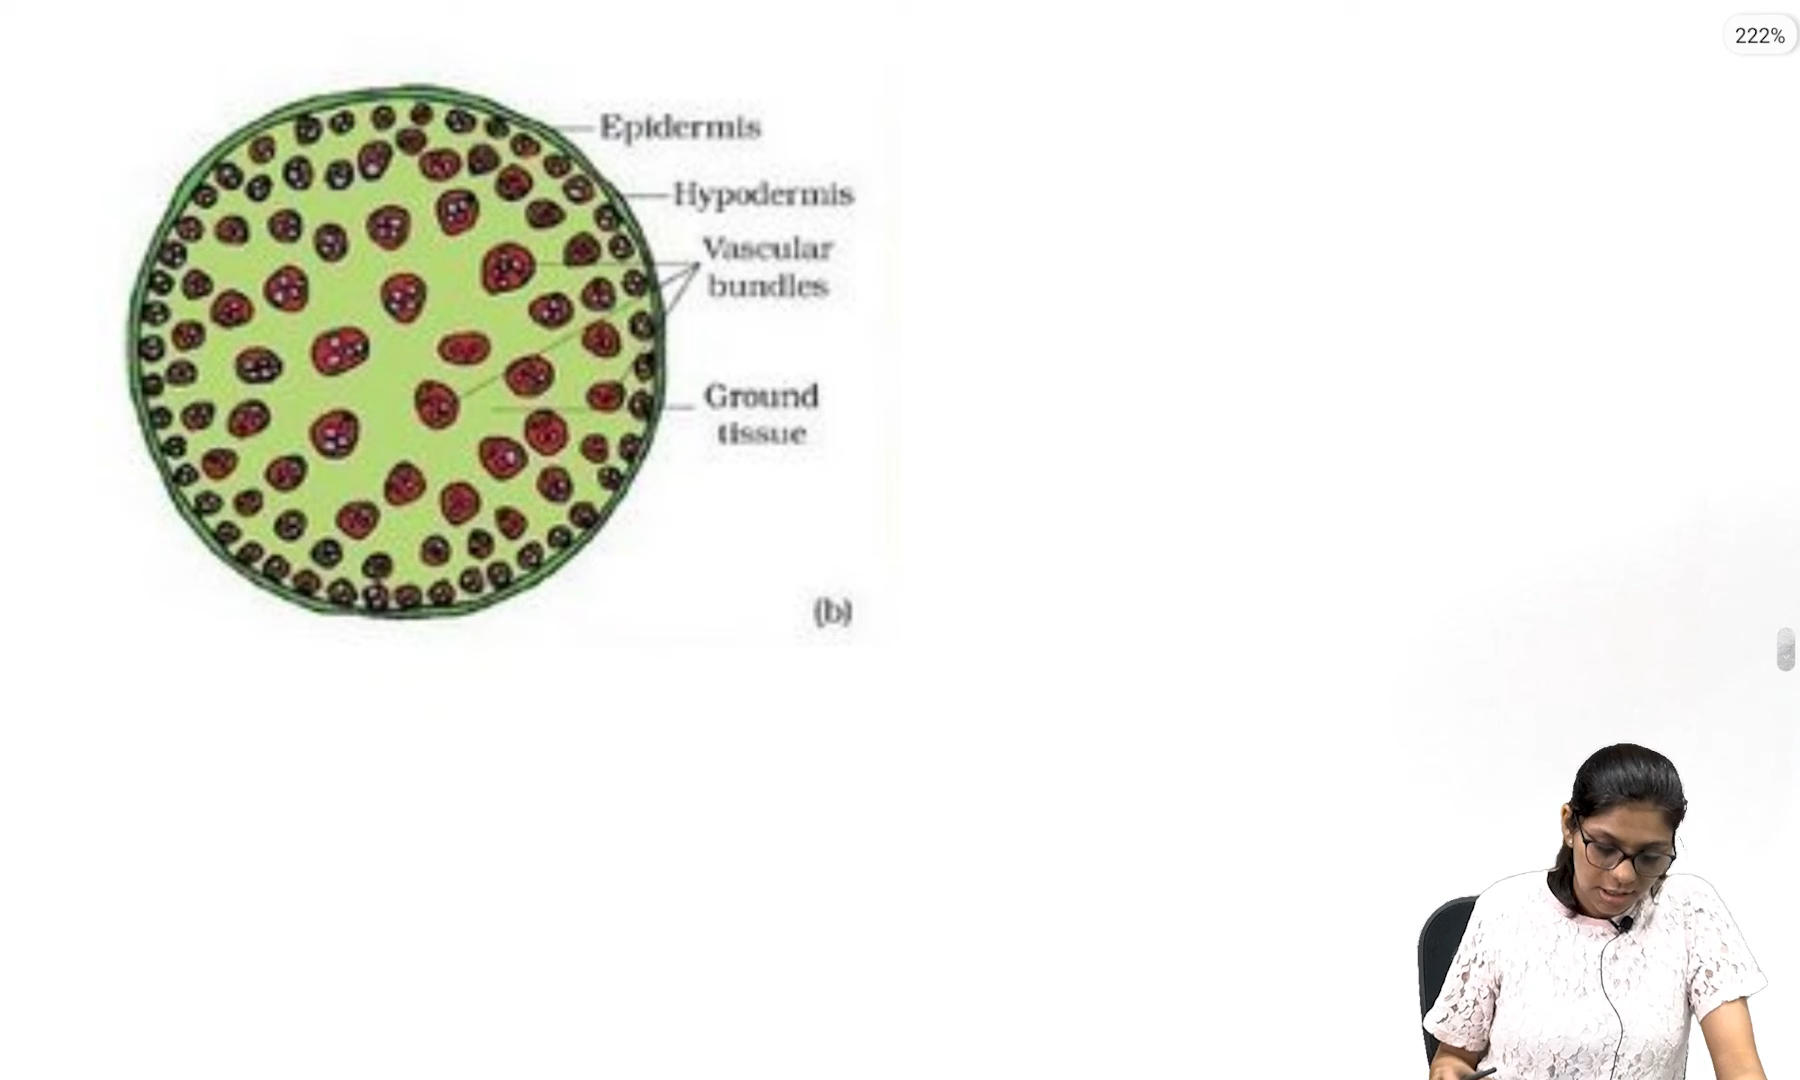 222%
Epidermis
Hypodermis
Vascular
bundles
Ground
tissue
(b)